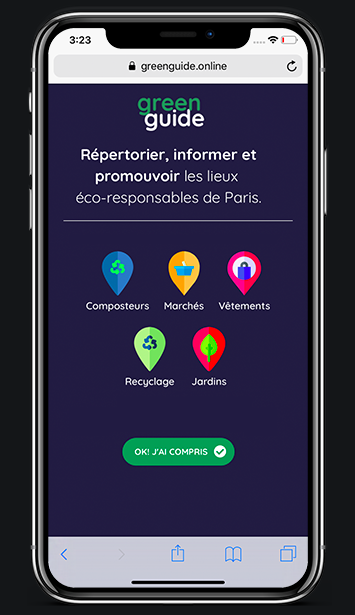 3:23
greenguide.online
green
guide
Répertorier, informer et
promouvoir les lieux
éco-responsables de Paris.
Composteurs Marchés Vêtements
Recyclage Jardins
OK! J'AI COMPRIS